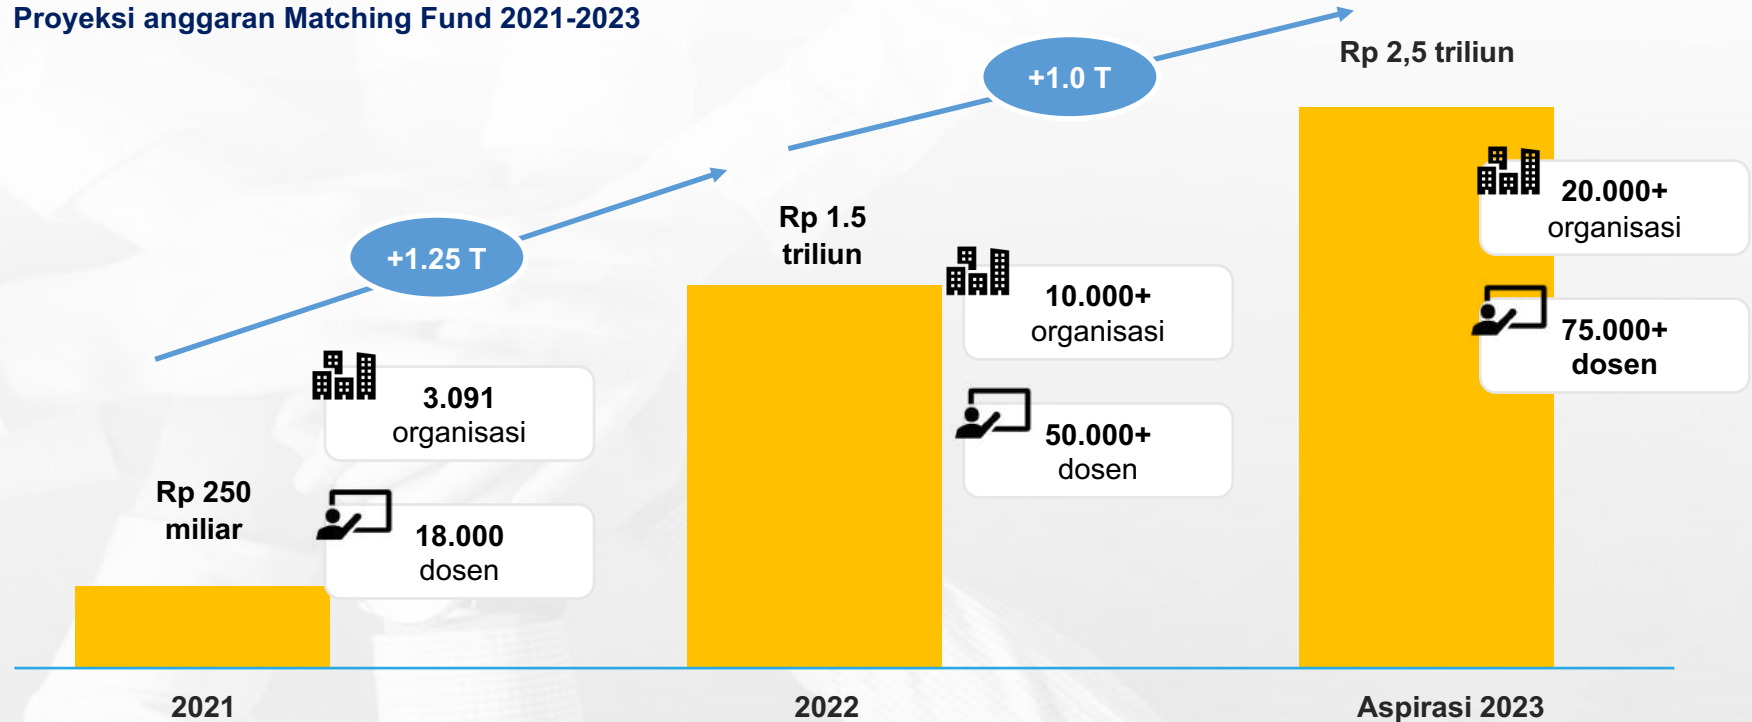 Proyeksi anggaran Matching Fund 2021-2023
+1.25 T
+1.0 T
Rp 250
miliar
3.091
organisasi
18.000
dosen
2021
Rp 1.5
triliun
10.000+
organisasi
50.000+
dosen
2022
Rp 2,5 triliun
20.000+
organisasi
75.000+
dosen
Aspirasi 2023